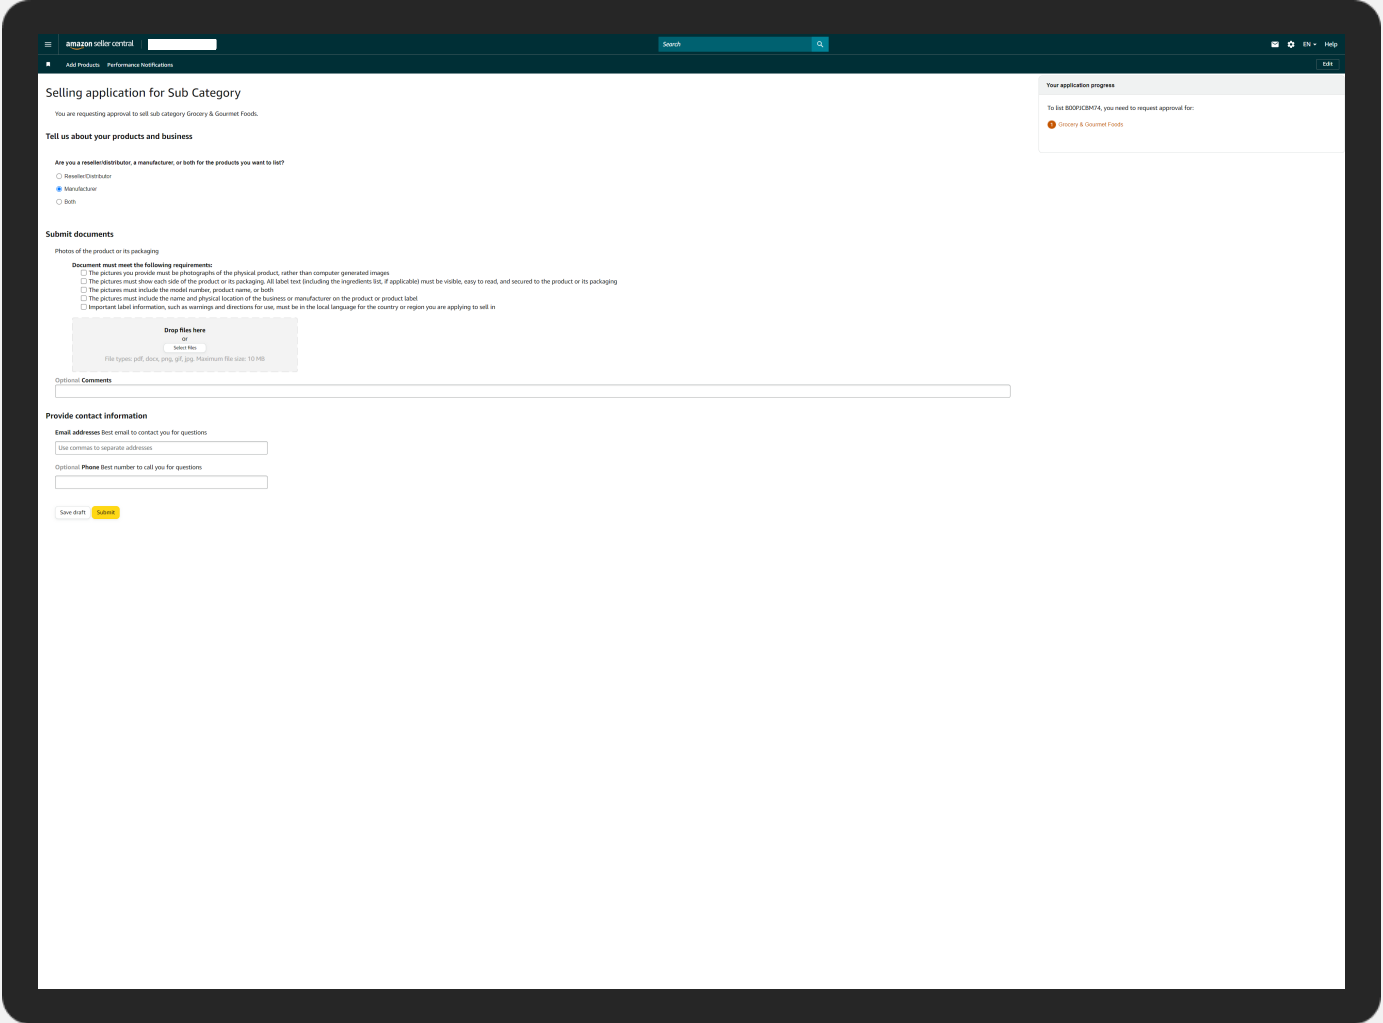 amazon seller central
Search
EN
Help
Add Products Performance Notifications
Edit
Selling application for Sub Category
You are requesting approval to sell sub category Grocery & Gourmet Foods.
Tell us about your products and business
Are you a reseller/distributor, a manufacturer, or both for the products you want to list?
Reseller/Distributor
Manufacturer
Both
Submit documents
Photos of the product or its packaging
Document must meet the following requirements:
The pictures you provide must be photographs of the physical product, rather than computer generated images
The pictures must show each side of the product or its packaging. All label text (including the ingredients list, if applicable) must be visible, easy to read, and secured to the product or its packaging
The pictures must include the model number, product name, or both
The pictures must include the name and physical location of the business or manufacturer on the product or product label
Important label information, such as warnings and directions for use, must be in the local language for the country or region you are applying to sell in
Drop files here
or
Select files
File types: pdf, docx, png, gif, jpg. Maximum file size: 10 MB
Optional Comments
Provide contact information
Email addresses Best email to contact you for questions
Use commas to separate addresses
Optional Phone Best number to call you for questions
Save draft Submit
Your application progress
To list B00PJCBM74, you need to request approval for:
1 Grocery & Gourmet Foods